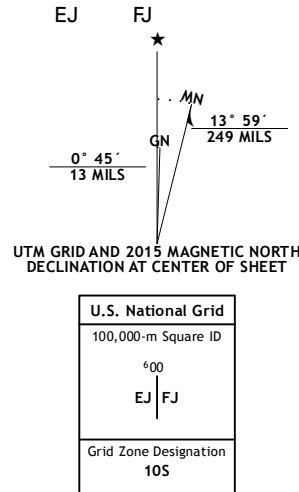 EJ FJ
★
MN
GN
13° 59´
249 MILS
0° 45´
13 MILS
UTM GRID AND 2015 MAGNETIC NORTH
DECLINATION AT CENTER OF SHEET
U.S. National Grid
100,000-m Square ID
⁶00
EJ FJ
Grid Zone Designation
10S